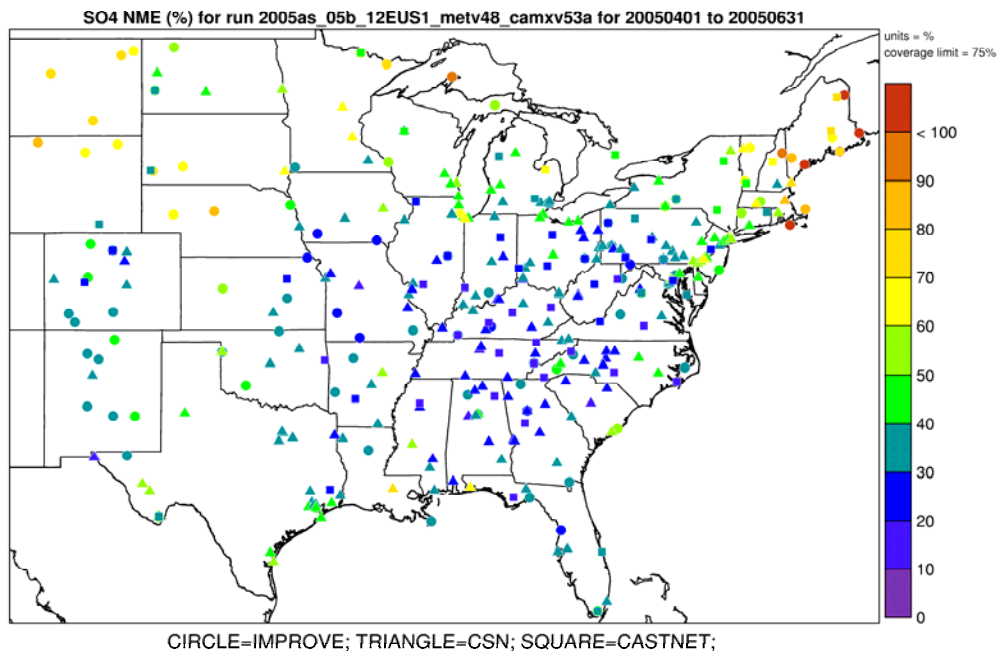 SO4 NME (%) for run 2005as_05b_12EUS1_metv48_camxv53a for 20050401 to 20050631
units = %
coverage limit = 75%
< 100
90
80
70
60
50
40
30
20
10
0
CIRCLE=IMPROVE; TRIANGLE=CSN; SQUARE=CASTNET;